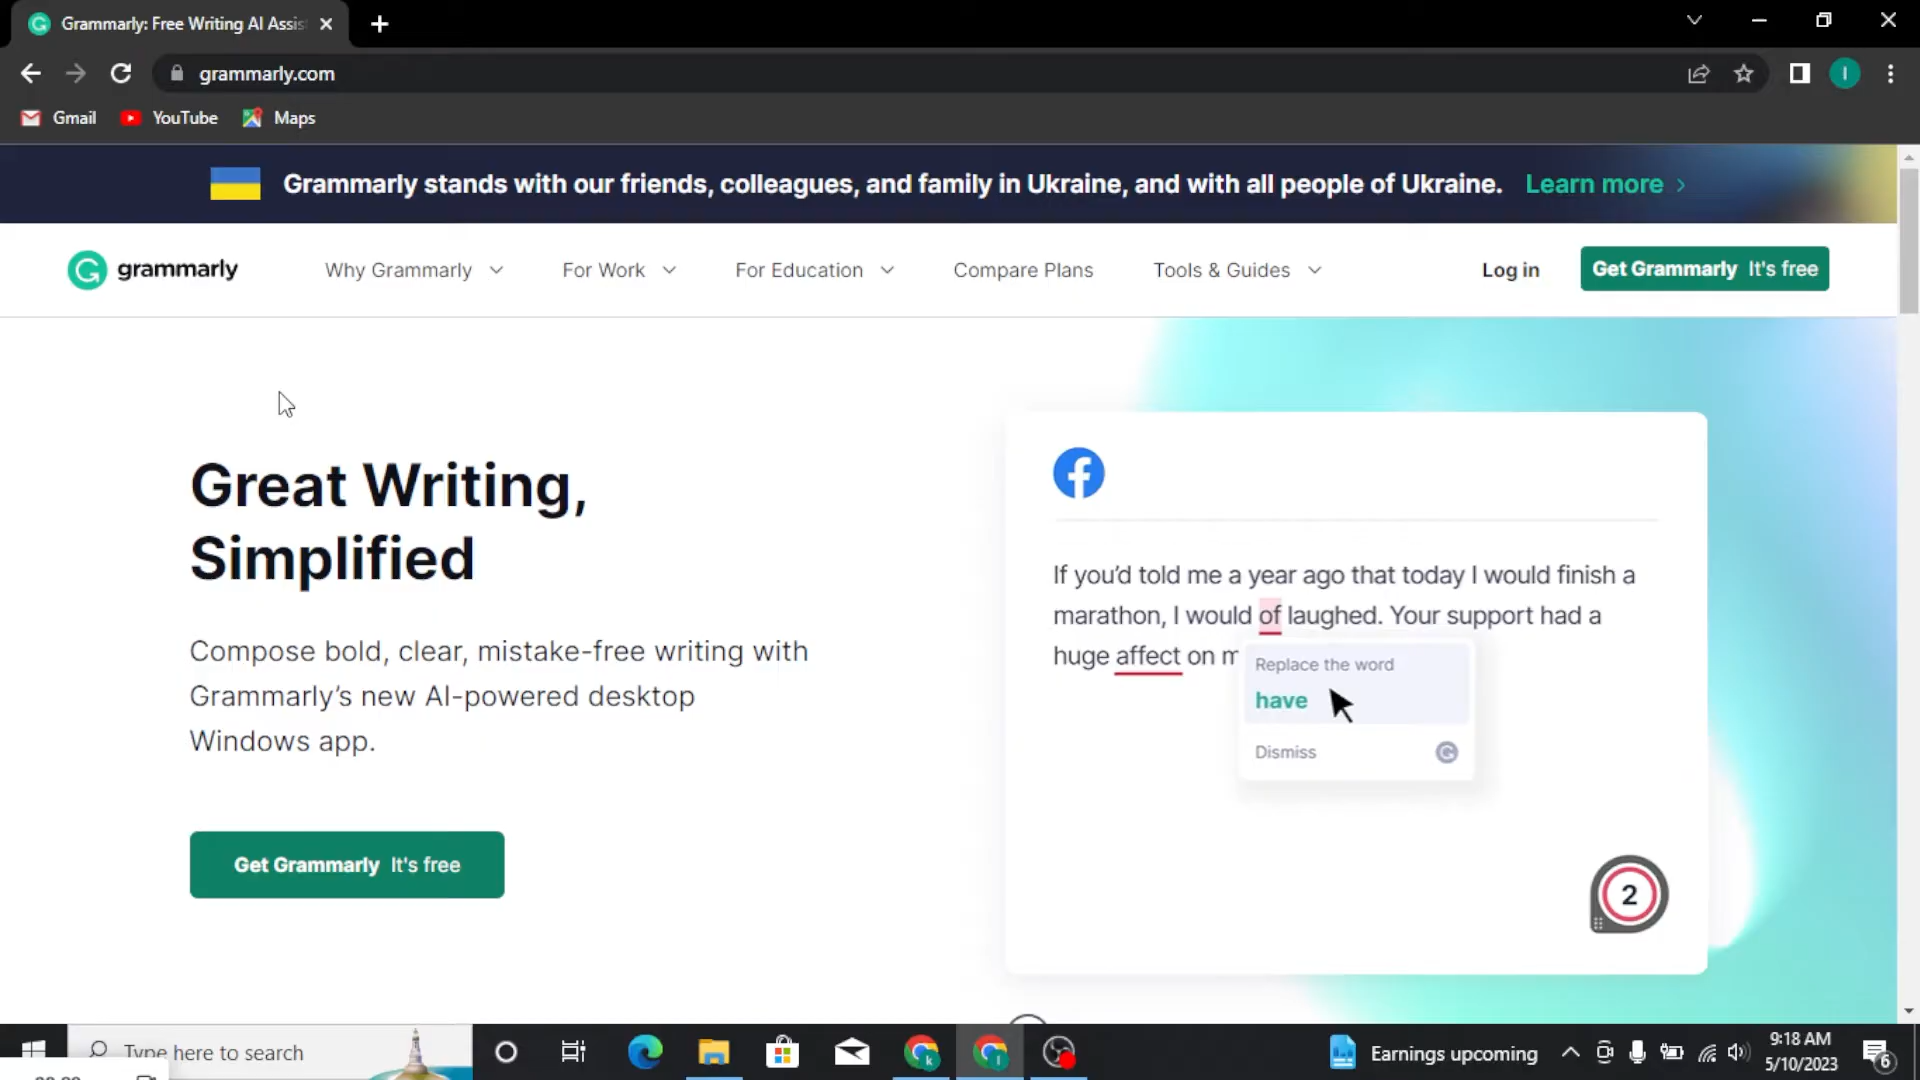 Grammarly: Free Writing AI Assis
grammarly.com
I
Gmail
YouTube
Maps
Grammarly stands with our friends, colleagues, and family in Ukraine, and with all people of Ukraine. Learn more
grammarly
Why Grammarly
For Work
For Education
Compare Plans
Tools & Guides
Log in
Get Grammarly It's free
Great Writing,
Simplified
Compose bold, clear, mistake-free writing with
Grammarly's new AI-powered desktop
Windows app.
Get Grammarly It's free
If you'd told me a year ago that today I would finish a
marathon, I would of laughed. Your support had a
huge affect on m
Replace the word
have
Dismiss
2
Type here to search
k
Earnings upcoming
9:18 AM
5/10/2023
6